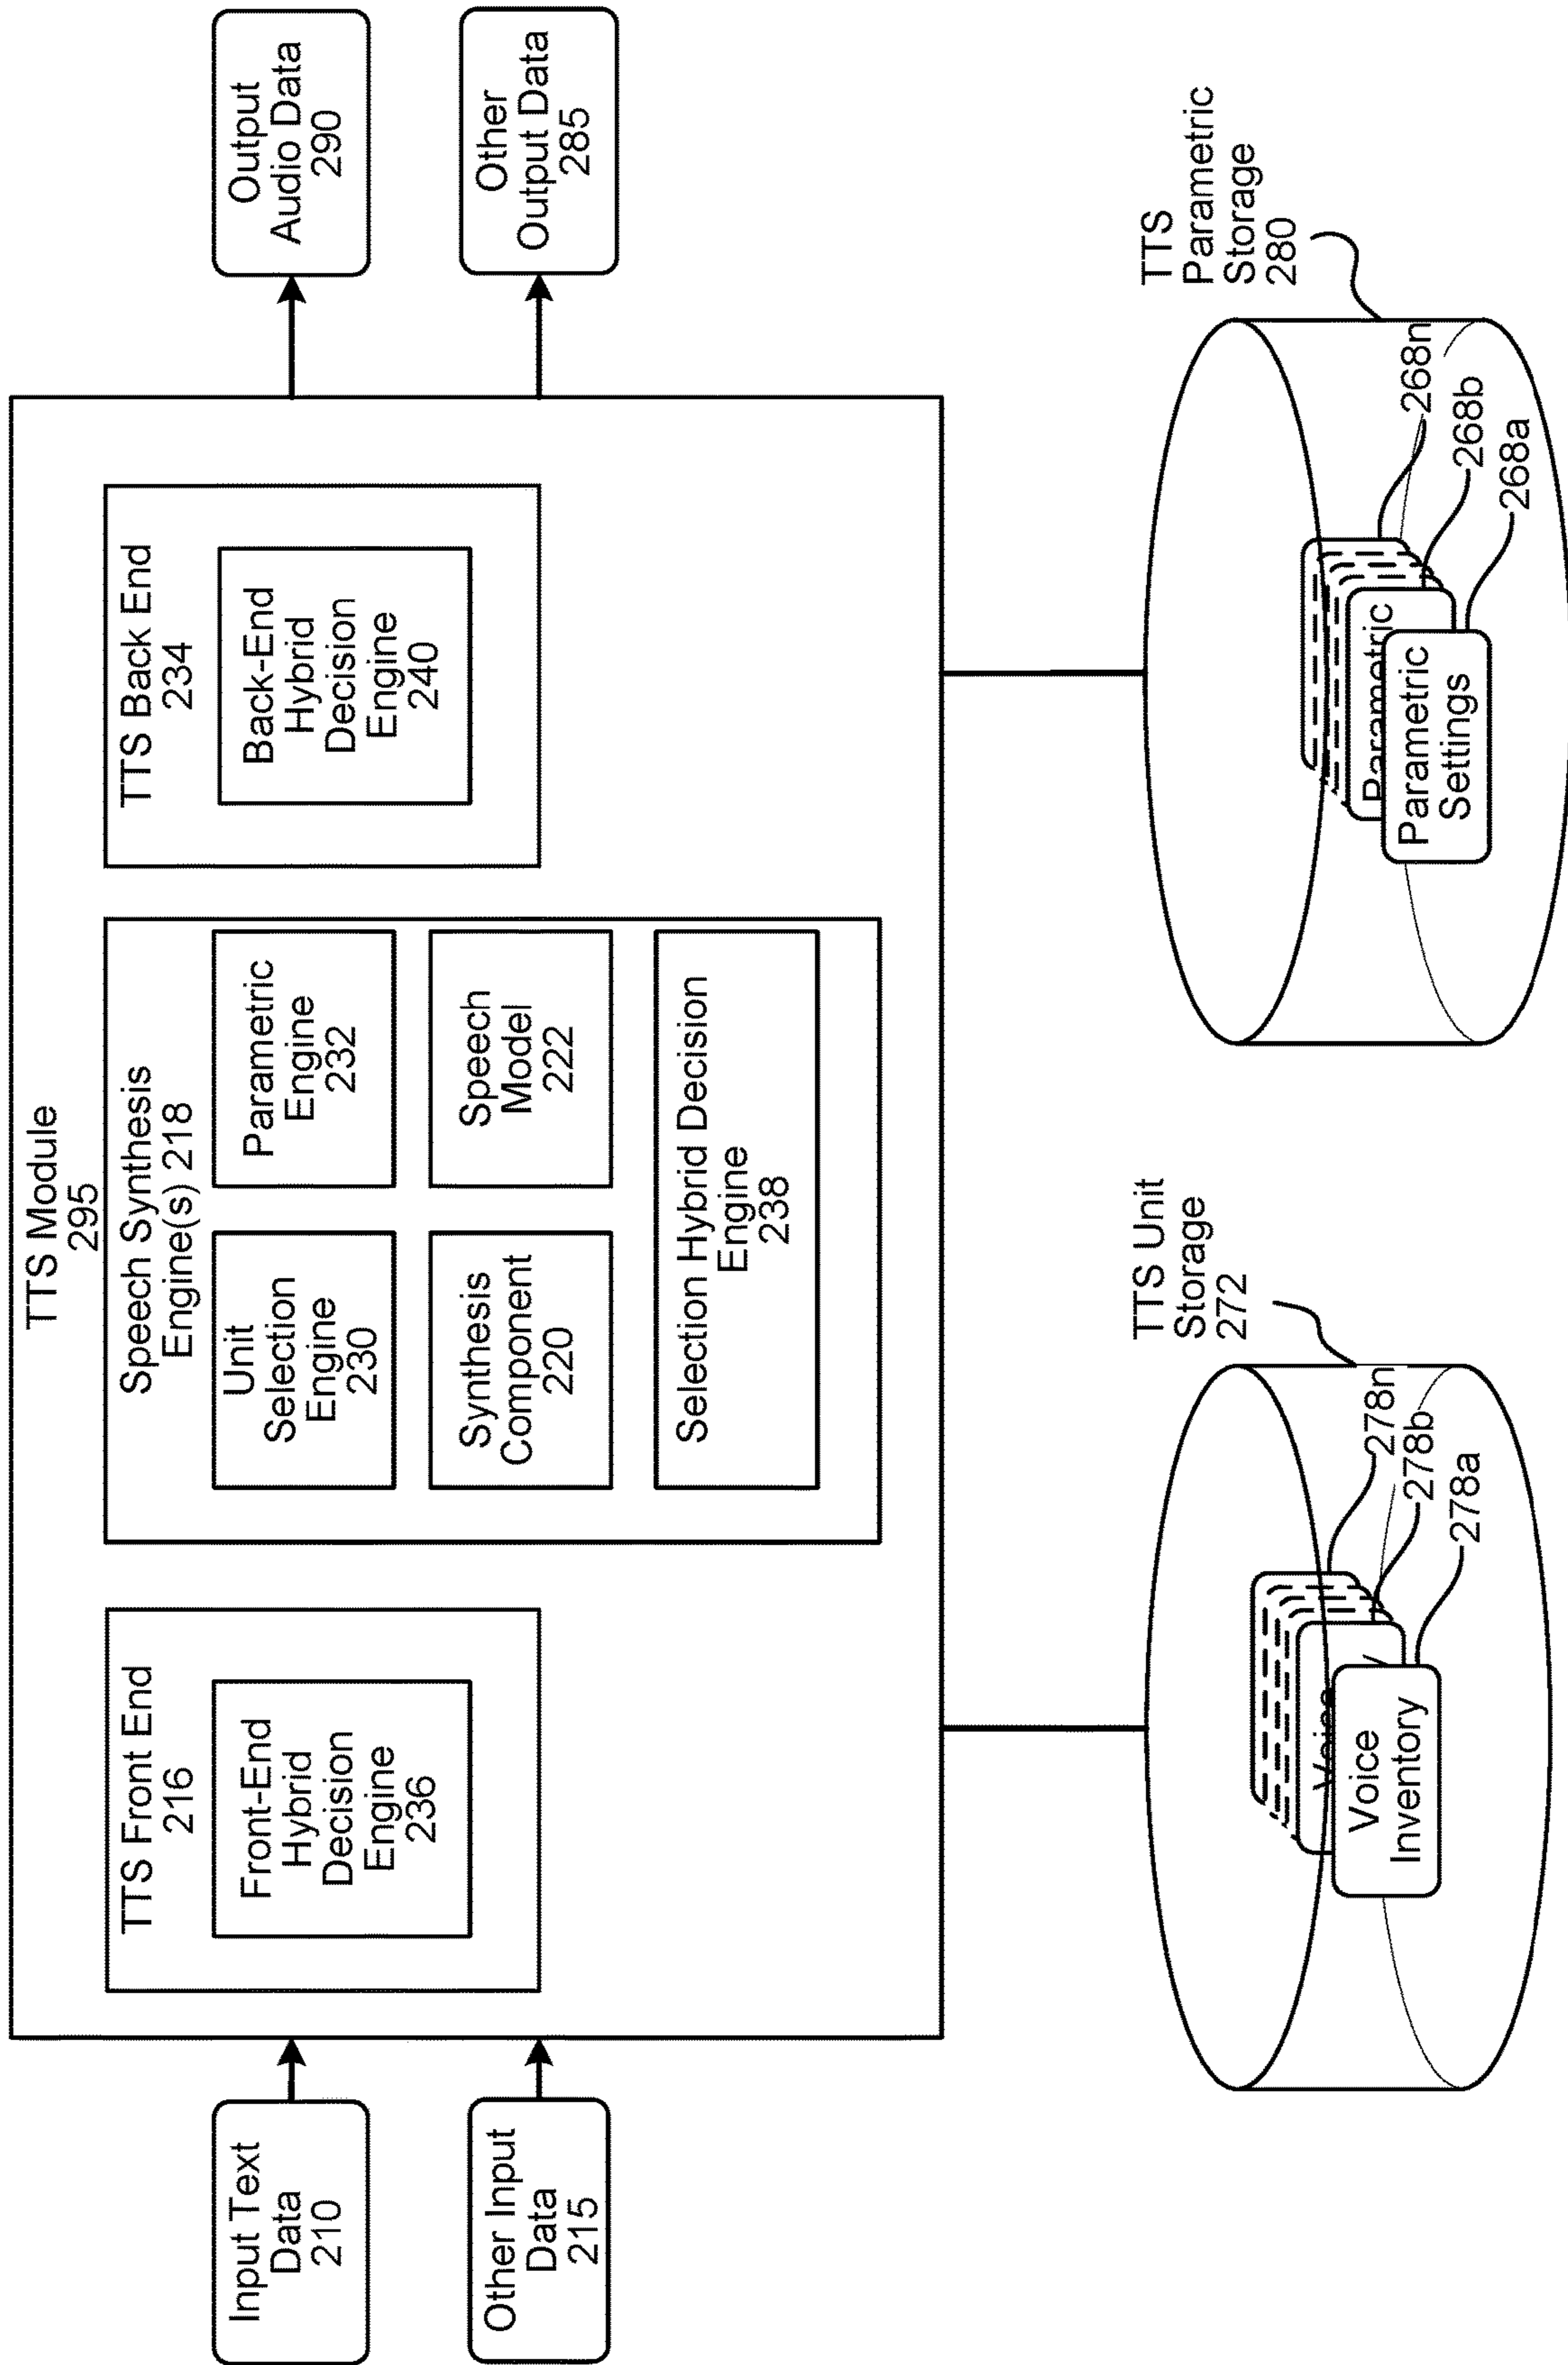 TTS Module
295
Input Text
Data
210
Other Input
Data
215
TTS Front End
216
Front-End
Hybrid
Decision
Engine
236
Speech Synthesis
Engine(s) 218
Unit
Selection
Engine
230
Parametric
Engine
232
Synthesis
Component
220
Speech
Model
222
Selection Hybrid Decision
Engine
238
TTS Back End
234
Back-End
Hybrid
Decision
Engine
240
Output
Audio Data
290
Other
Output Data
285
TTS Unit
Storage
272
278n
278b
278a
Voice
Voice
Inventory
TTS
Parametric
Storage
280
268n
268b
268a
Parametric
Parametric
Settings